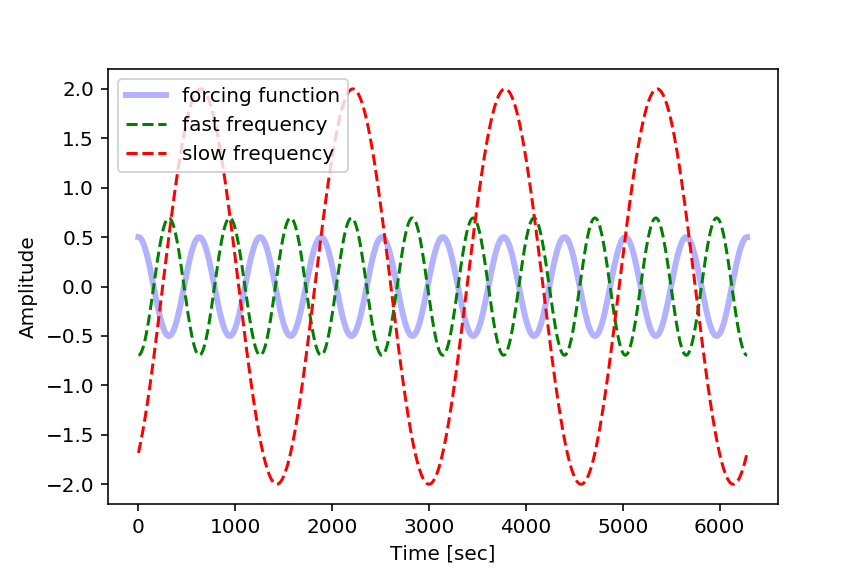 forcing function
fast frequency
slow frequency
2.0
1.5
1.0
0.5
0.0
−0.5
−1.0
−1.5
−2.0
Amplitude
0 1000 2000 3000 4000 5000 6000
Time [sec]